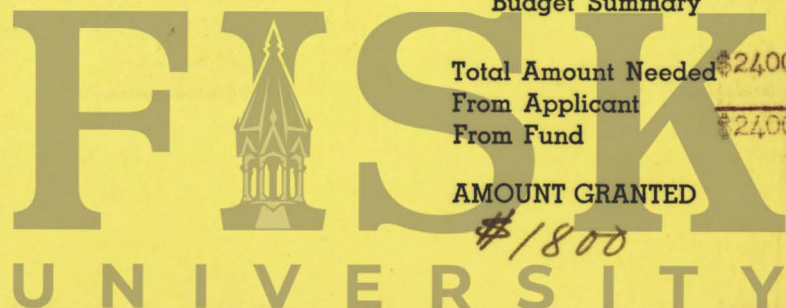 Budget Summary
Total Amount Needed $2400
From Applicant
From Fund $2400
AMOUNT GRANTED
$1800
FISK
UNIVERSITY